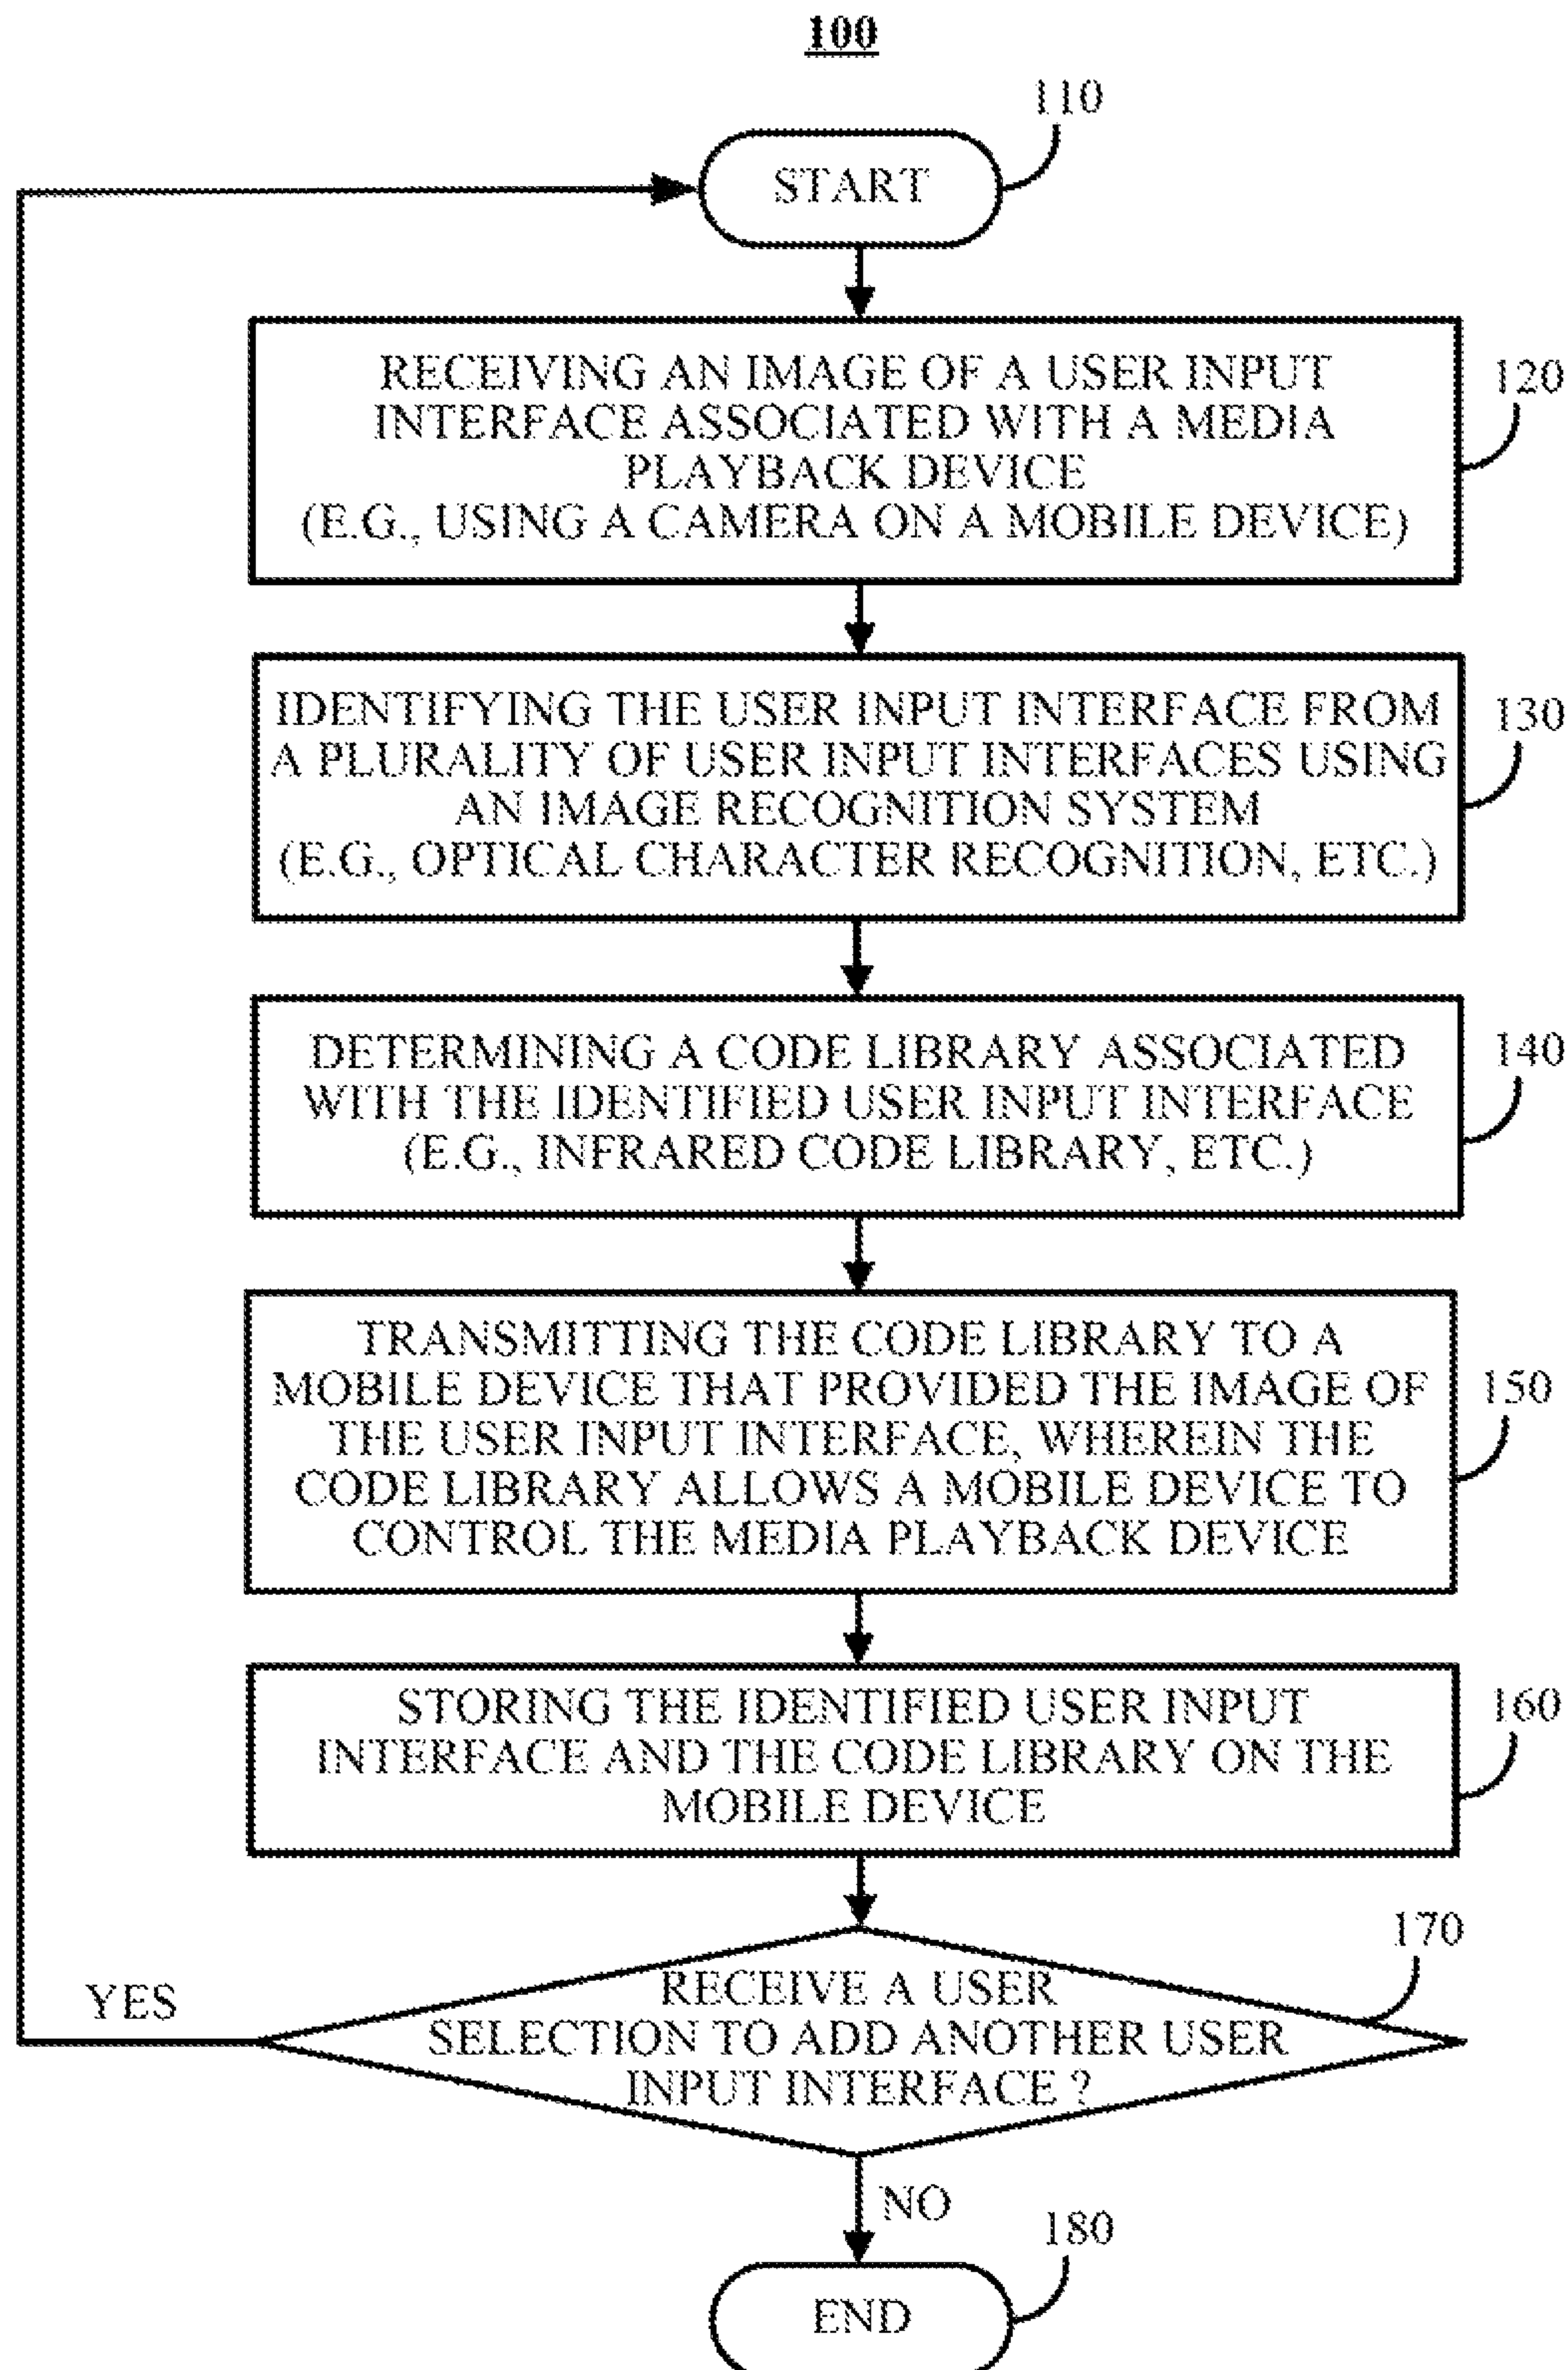 100
110
START
RECEIVING AN IMAGE OF A USER INPUT
INTERFACE ASSOCIATED WITH A MEDIA
PLAYBACK DEVICE
(E.G., USING A CAMERA ON A MOBILE DEVICE)
120
IDENTIFYING THE USER INPUT INTERFACE FROM
A PLURALITY OF USER INPUT INTERFACES USING
AN IMAGE RECOGNITION SYSTEM
(E.G., OPTICAL CHARACTER RECOGNITION, ETC.)
130
DETERMINING A CODE LIBRARY ASSOCIATED
WITH THE IDENTIFIED USER INPUT INTERFACE
(E.G., INFRARED CODE LIBRARY, ETC.)
140
TRANSMITTING THE CODE LIBRARY TO A
MOBILE DEVICE THAT PROVIDED THE IMAGE OF
THE USER INPUT INTERFACE, WHEREIN THE
CODE LIBRARY ALLOWS A MOBILE DEVICE TO
CONTROL THE MEDIA PLAYBACK DEVICE
150
STORING THE IDENTIFIED USER INPUT
INTERFACE AND THE CODE LIBRARY ON THE
MOBILE DEVICE
160
170
RECEIVE A USER
SELECTION TO ADD ANOTHER USER
INPUT INTERFACE ?
YES
NO
180
END